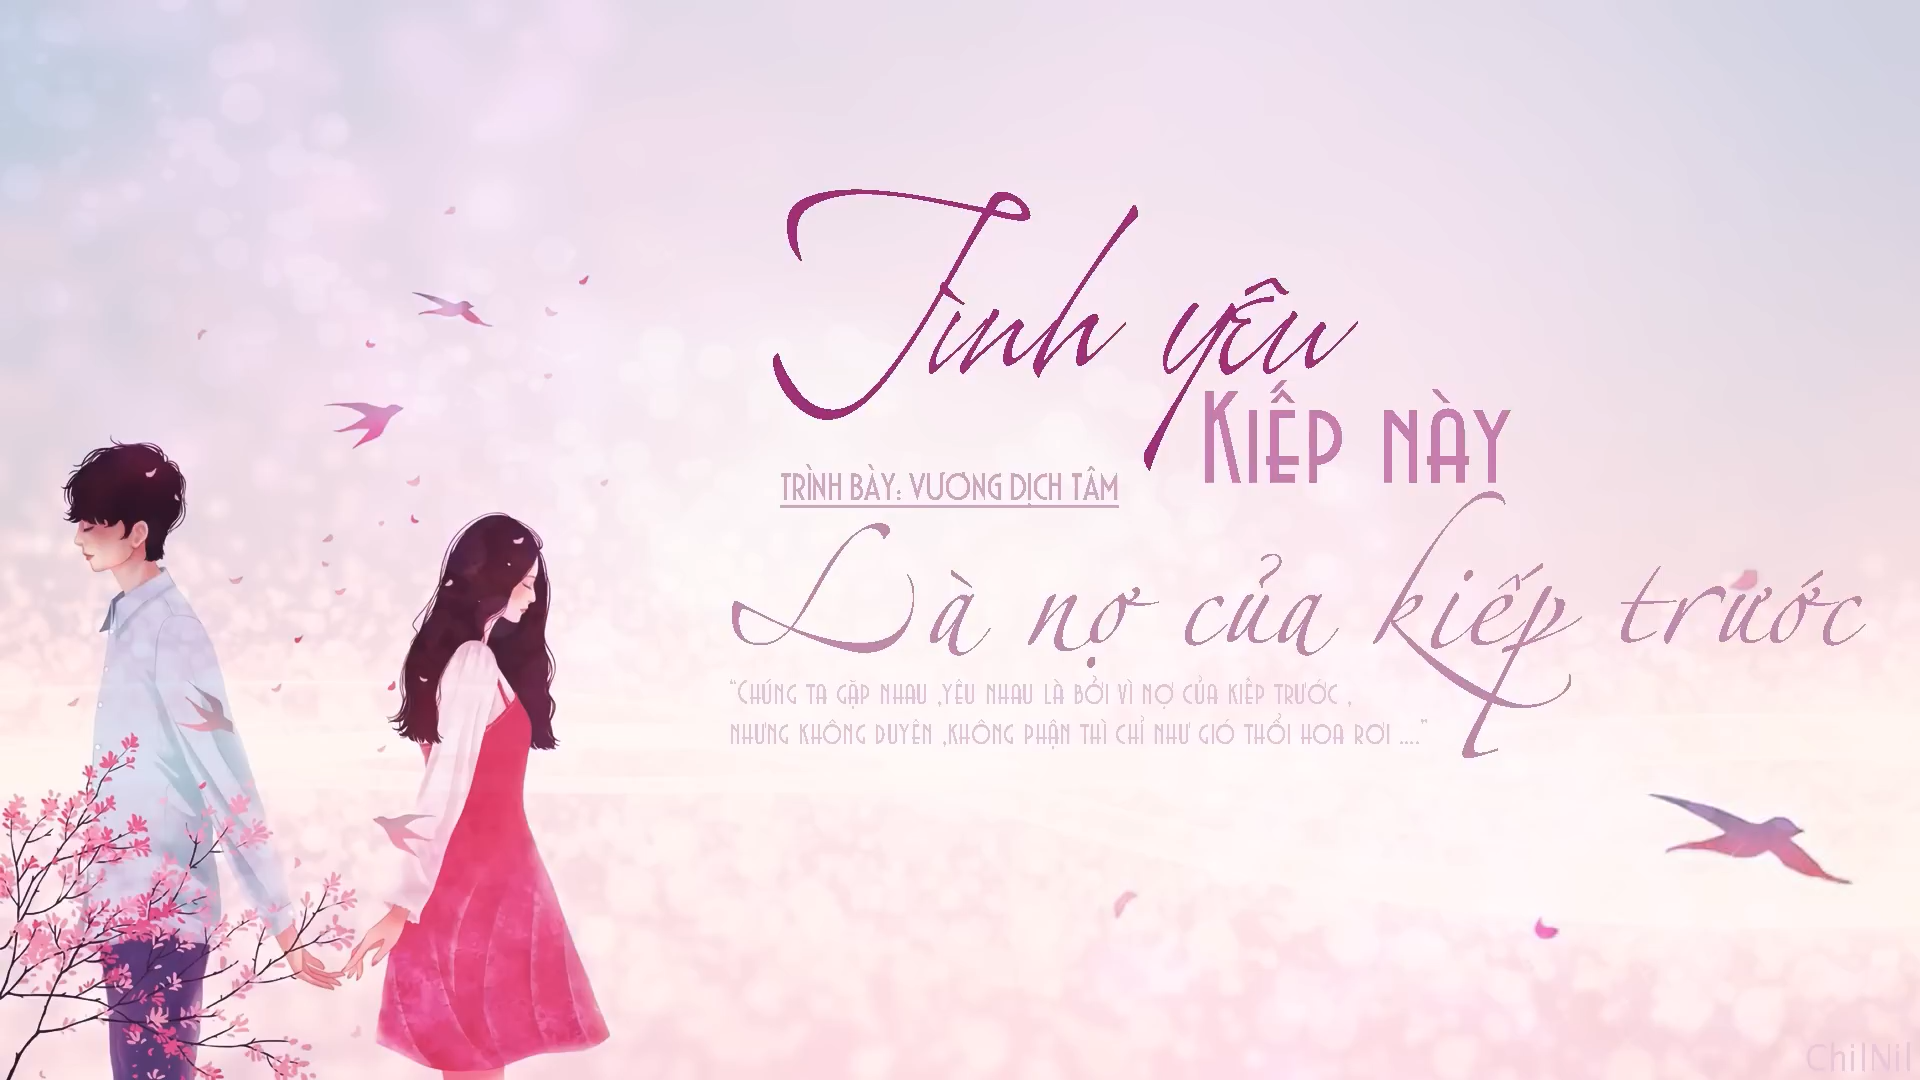 Tình yêu
Kiếp này
TRÌNH BÀY: VƯƠNG DỊCH TÂM
Là nợ của kiếp trước
“Chúng ta gặp nhau ,yêu nhau là bởi vì nợ của kiếp trước ,
nhưng không duyên ,không phận thì chỉ như gió thổi hoa rơi ....”
ChilNil